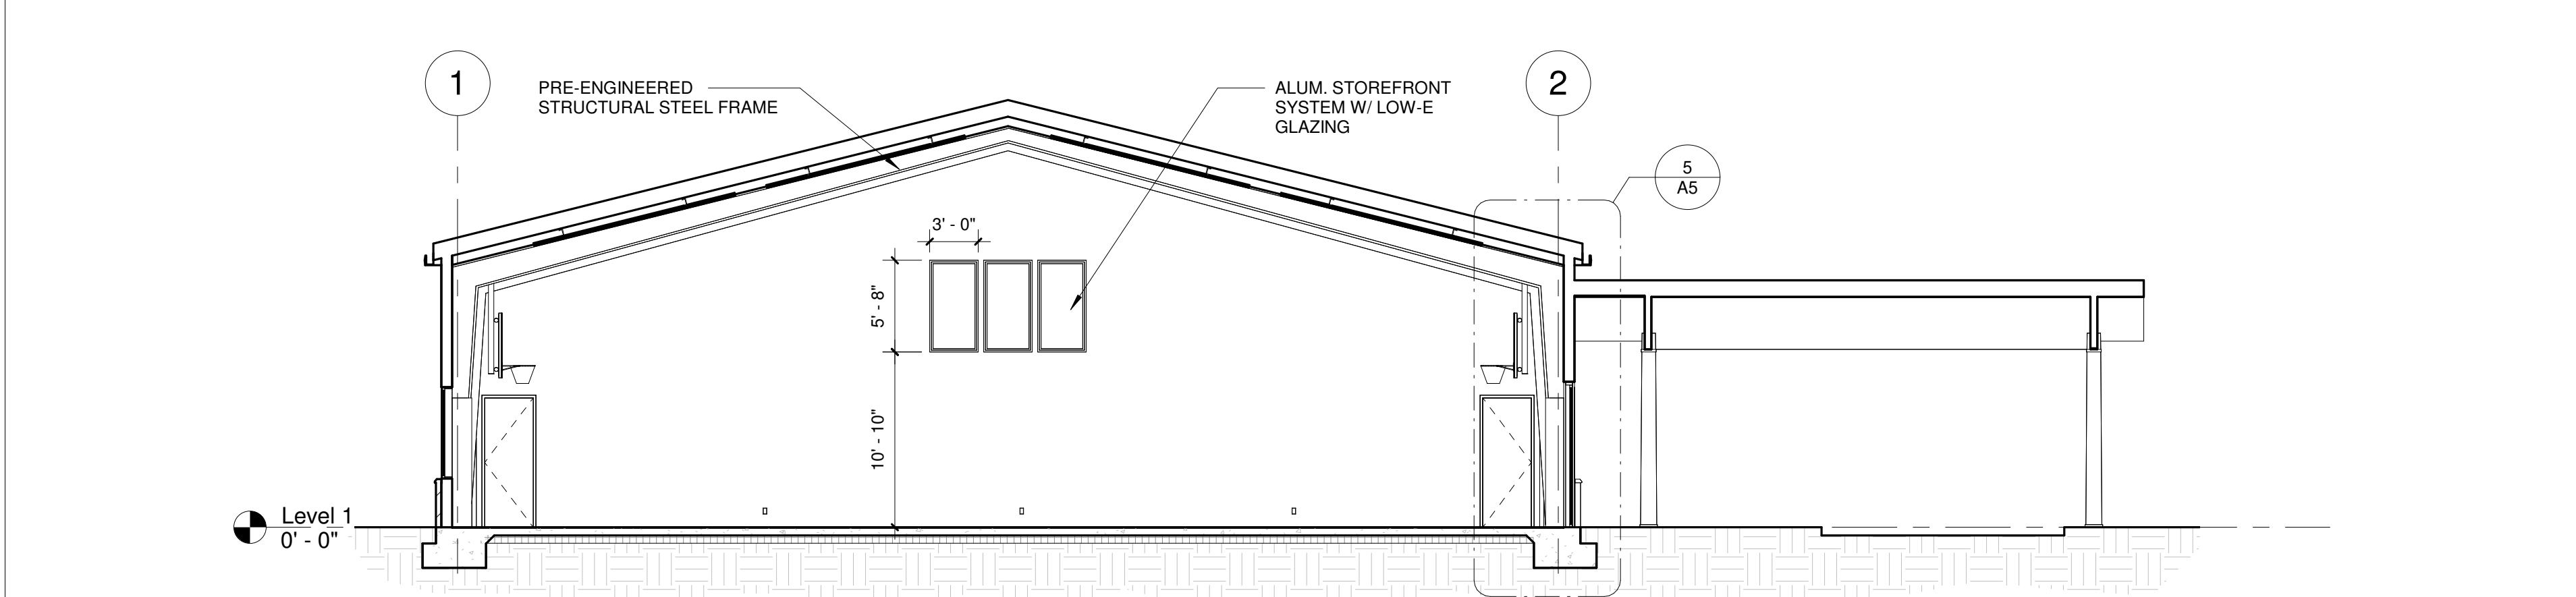 1
PRE-ENGINEERED
STRUCTURAL STEEL FRAME
ALUM. STOREFRONT
SYSTEM W/ LOW-E
GLAZING
2
5
A5
3' - 0"
5' - 8"
10' - 10"
Level 1
0' - 0"